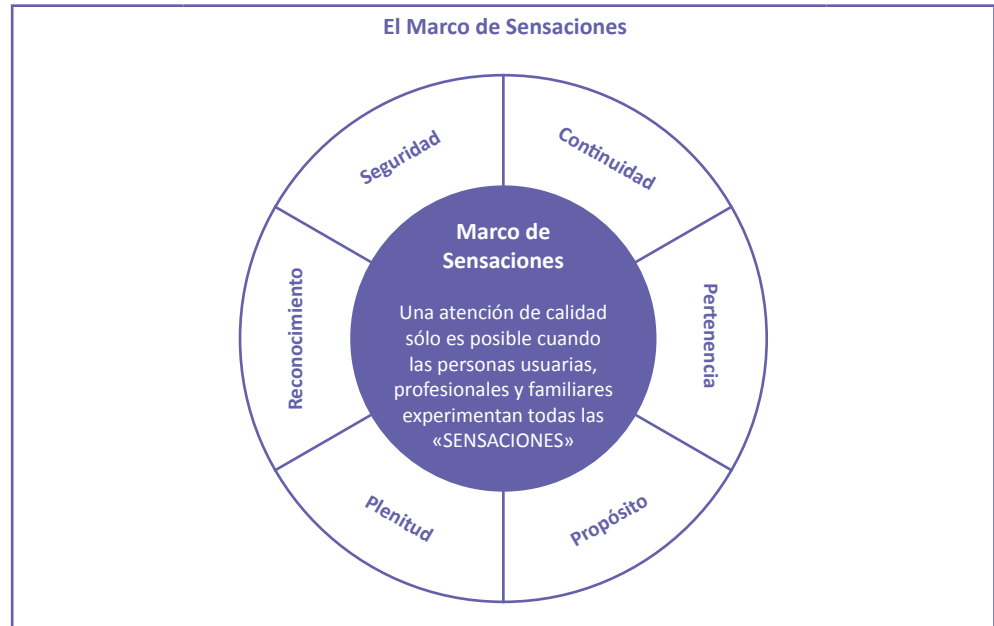 El Marco de Sensaciones
Seguridad
Continuidad
Reconocimiento
Marco de
Sensaciones
Una atención de calidad
sólo es posible cuando
las personas usuarias,
profesionales y familiares
experimentan todas las
«SENSACIONES»
Pertenencia
Plenitud
Propósito